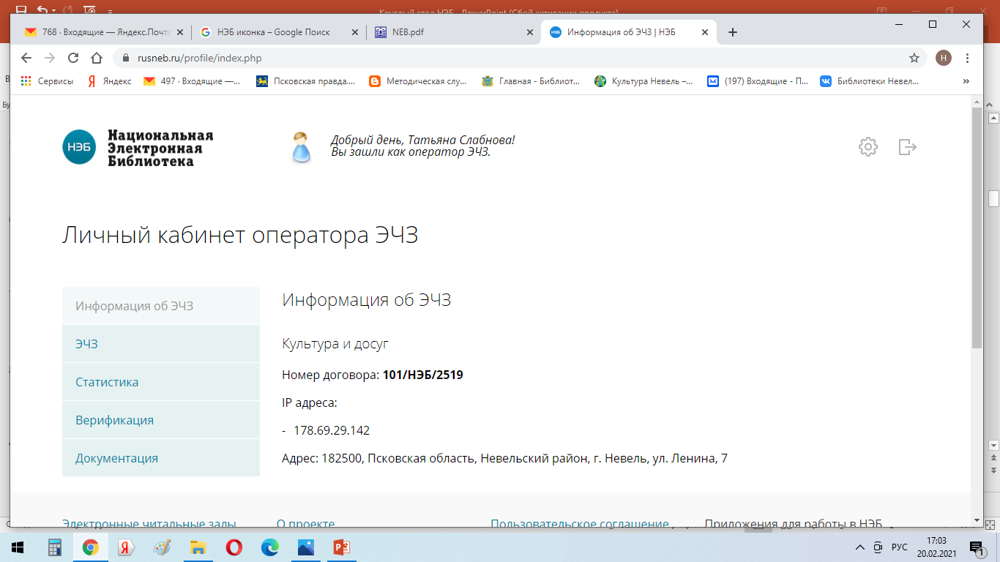 Круглый стол НЭБ - PowerPoint (Сбой активации продукта)
768 · Входящие — Яндекс.Почта
НЭБ иконка – Google Поиск
NEB.pdf
Информация об ЭЧЗ | НЭБ
rusneb.ru/profile/index.php
Н
Сервисы
Яндекс
497 · Входящие —...
Псковская правда....
Методическая слу...
Главная - Библиот...
Культура Невель –...
(197) Входящие - П...
Библиотеки Невел...
»
НЭБ
Национальная
Электронная
Библиотека
Добрый день, Татьяна Слабнова!
Вы зашли как оператор ЭЧЗ.
Личный кабинет оператора ЭЧЗ
Информация об ЭЧЗ
ЭЧЗ
Статистика
Верификация
Документация
Информация об ЭЧЗ
Культура и досуг
Номер договора: 101/НЭБ/2519
IP адреса:
- 178.69.29.142
Адрес: 182500, Псковская область, Невельский район, г. Невель, ул. Ленина, 7
Электронные читальные залы
О проекте
Пользовательское соглашение
Приложения для работы в НЭБ
РУС
17:03
20.02.2021
1